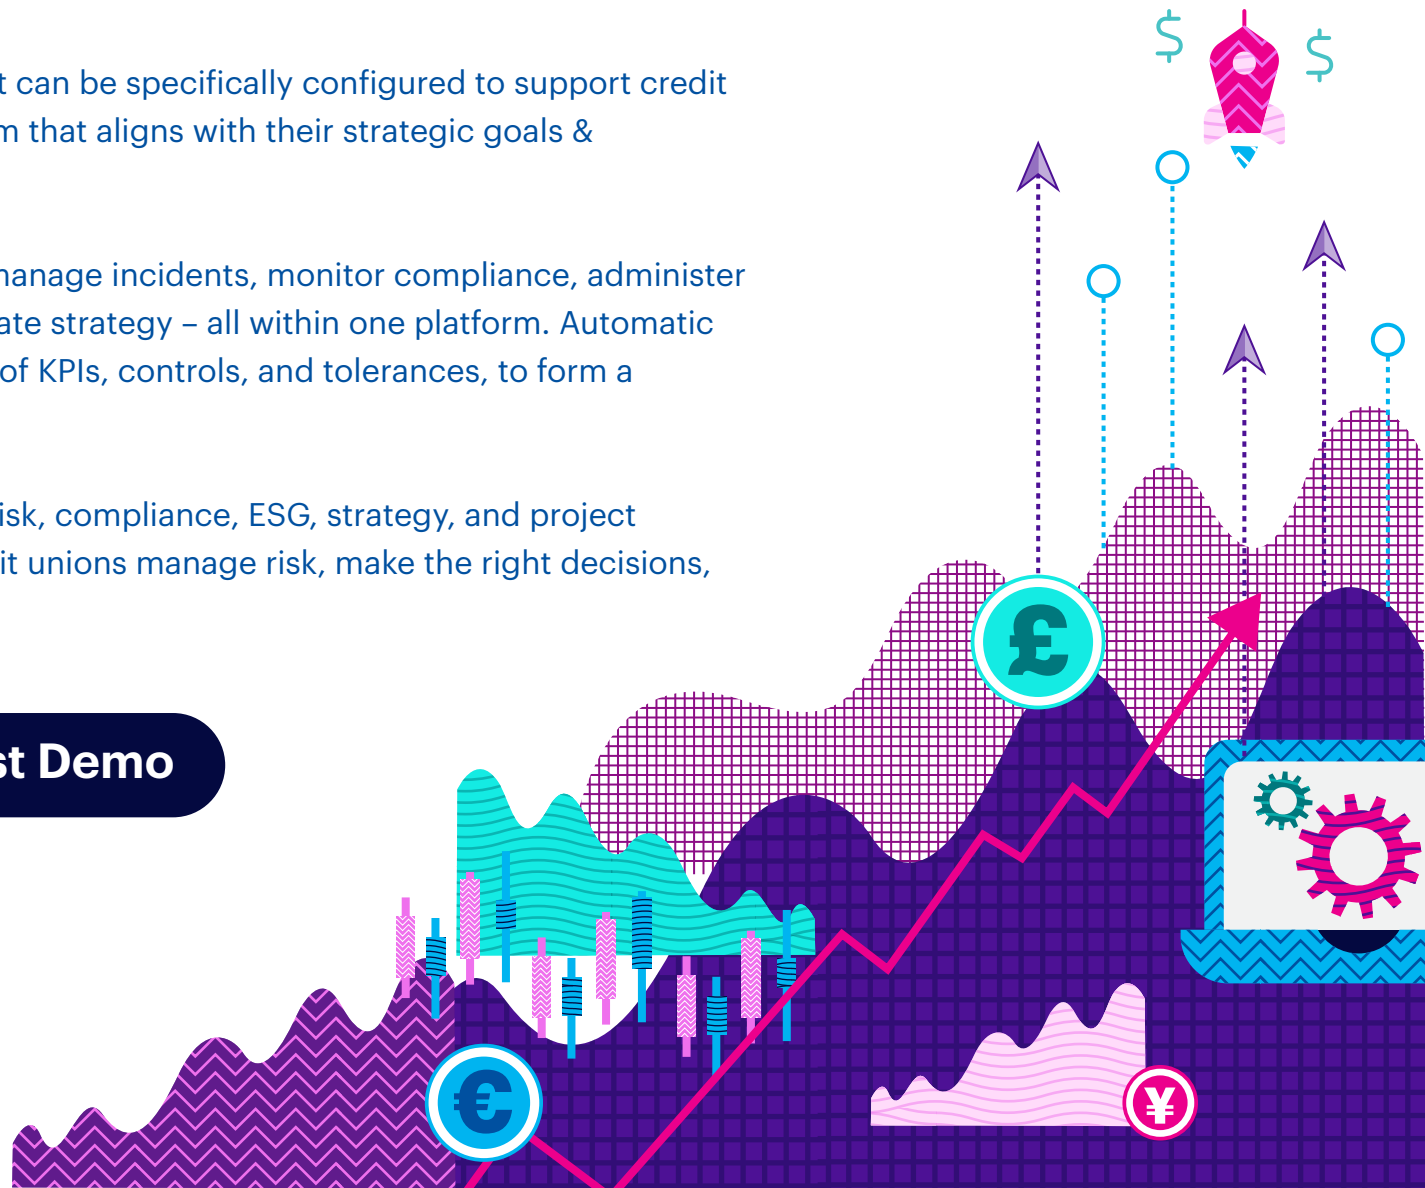 t can be specifically configured to support credit
m that aligns with their strategic goals &
manage incidents, monitor compliance, administer
ate strategy – all within one platform. Automatic
of KPIs, controls, and tolerances, to form a
isk, compliance, ESG, strategy, and project
it unions manage risk, make the right decisions,
st Demo
$
$
£
€
¥